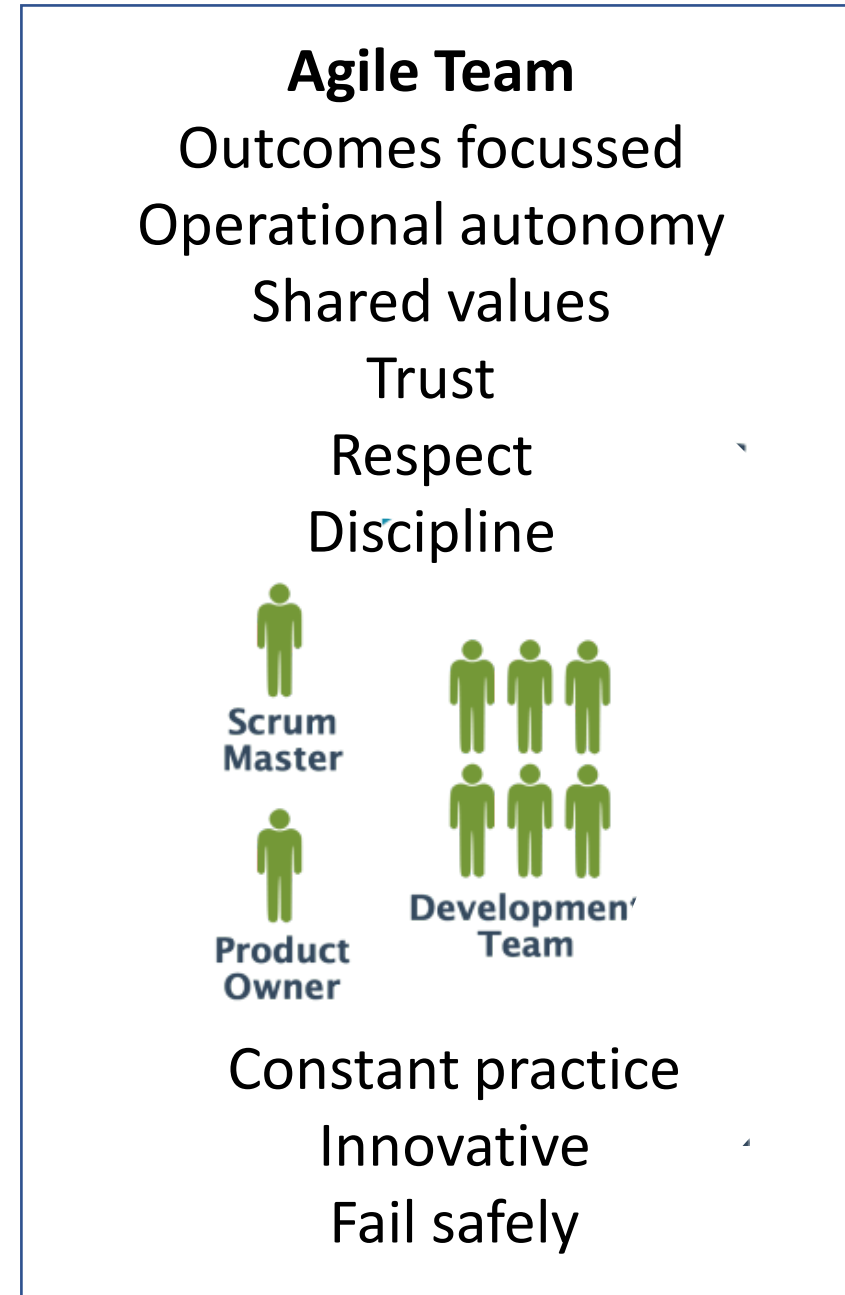 Agile Team
Outcomes focussed
Operational autonomy
Shared values
Trust
Respect
Discipline
Scrum
Master
Product
Owner
Developmen
Team
Constant practice
Innovative
Fail safely